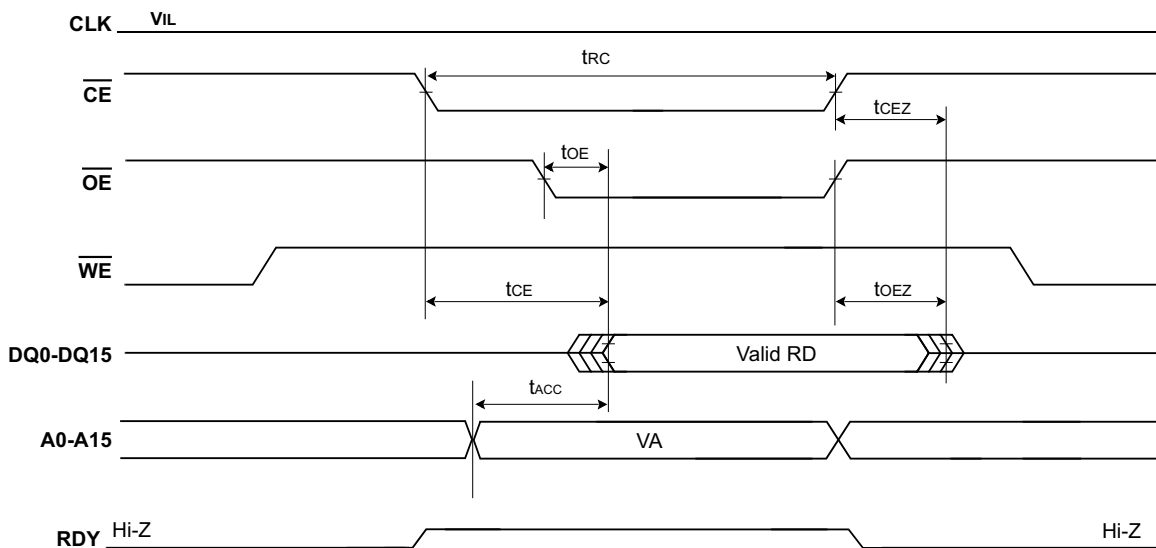 CLK VIL
tRC
CE
tCEZ
tOE
OE
WE
tCE tOEZ
DQ0-DQ15 Valid RD
tACC
A0-A15 VA
RDY Hi-Z Hi-Z